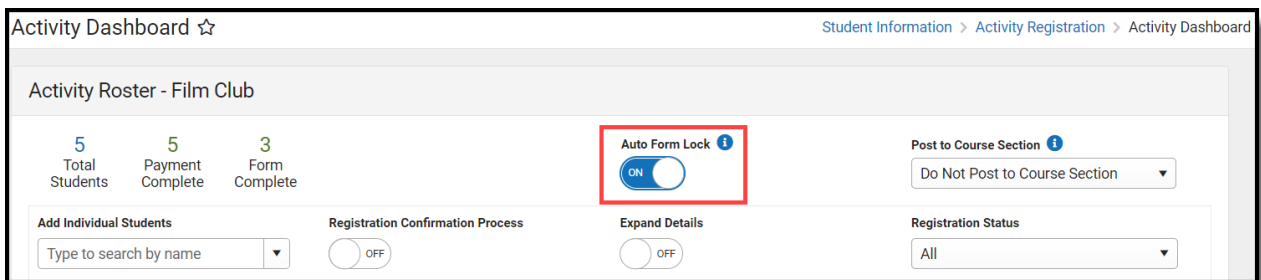 Activity Dashboard
Student Information > Activity Registration > Activity Dashboard
Activity Roster - Film Club
5
Total
Students
5
Payment
Complete
3
Form
Complete
Auto Form Lock
ON
Post to Course Section
Do Not Post to Course Section
Add Individual Students
Type to search by name
Registration Confirmation Process
OFF
Expand Details
OFF
Registration Status
All